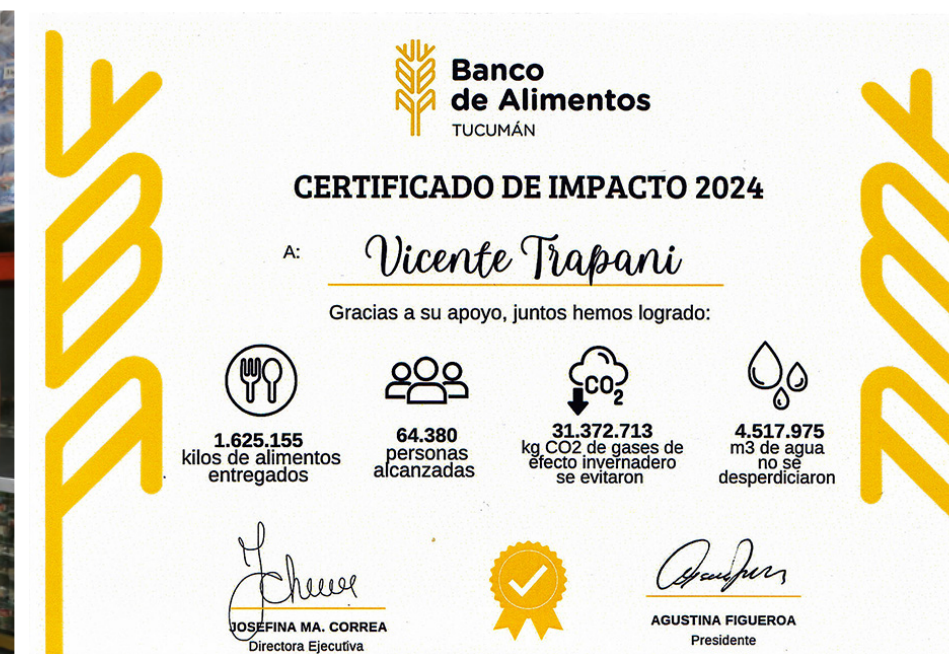 Banco
de Alimentos
TUCUMÁN
CERTIFICADO DE IMPACTO 2024
A: Vicente Trapani
Gracias a su apoyo, juntos hemos logrado:
1.625.155
kilos de alimentos
entregados
64.380
personas
alcanzadas
CO2
31.372.713
kg CO2 de gases de
efecto invernadero
se evitaron
4.517.975
m3 de agua
no se
desperdiciaron
JOSEFINA MA. CORREA
Directora Ejecutiva
AGUSTINA FIGUEROA
Presidente